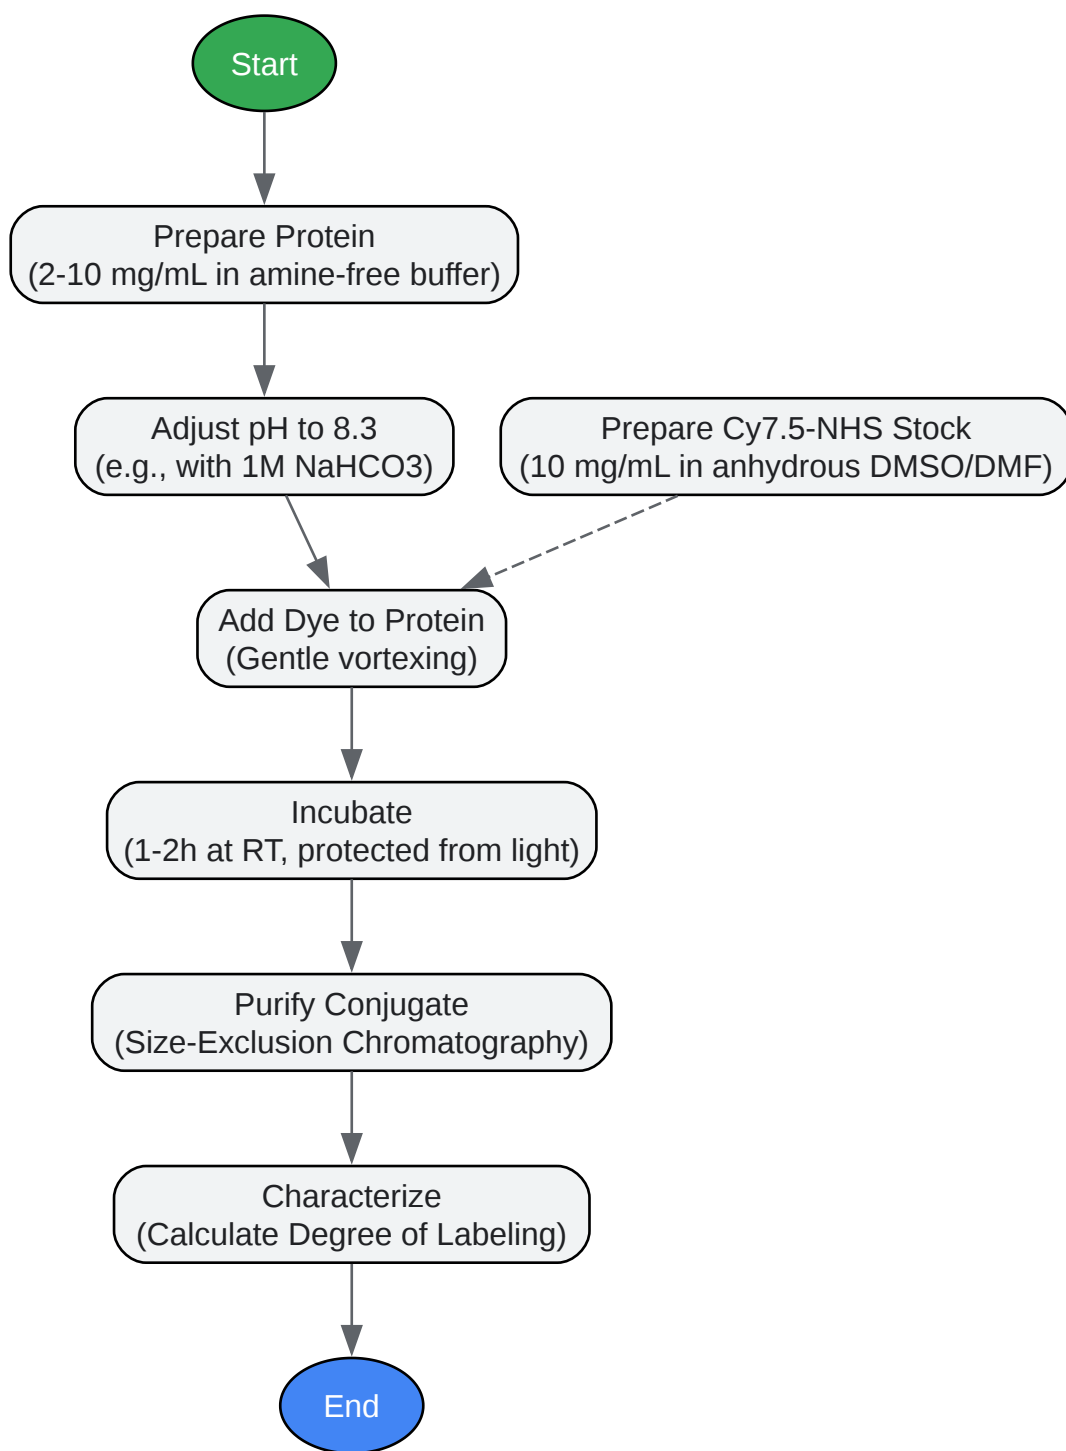 Start
Prepare Protein
(2-10 mg/mL in amine-free buffer)
Adjust pH to 8.3
(e.g., with 1M NaHCO3)
Prepare Cy7.5-NHS Stock
(10 mg/mL in anhydrous DMSO/DMF)
Add Dye to Protein
(Gentle vortexing)
Incubate
(1-2h at RT, protected from light)
Purify Conjugate
(Size-Exclusion Chromatography)
Characterize
(Calculate Degree of Labeling)
End